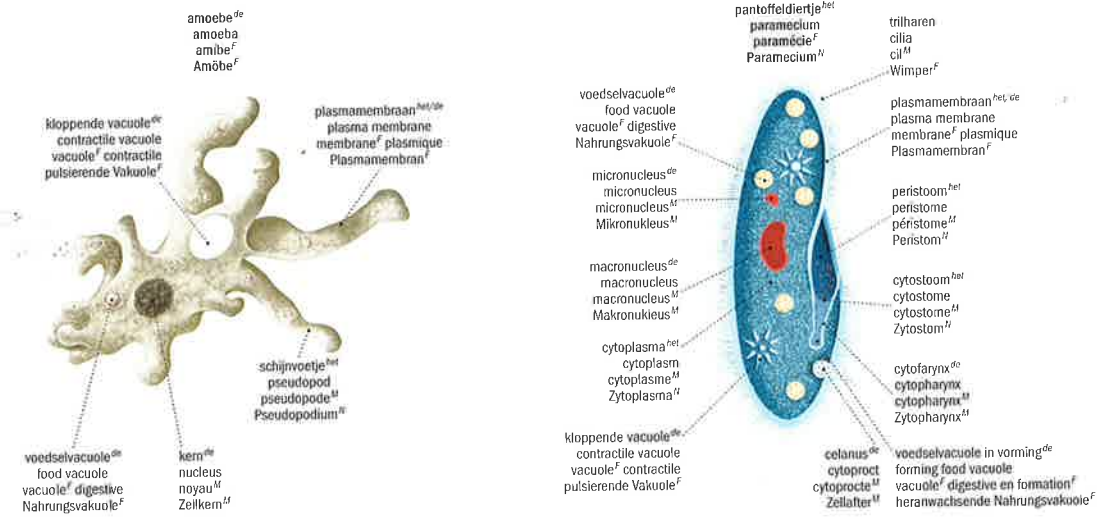 amoebe de
amoeba
amibe F
Amöbe F
kloppende vacuole de
contractile vacuole
vacuole F contractile
pulsierende Vakuole F
plasmamembraan het/de
plasma membrane
membrane F plasmique
Plasmamembran F
schijnvoetje het
pseudopod
pseudopode M
Pseudopodium N
voedselvacuole de
food vacuole
vacuole F digestive
Nahrungsvakuole F
kern de
nucleus
noyau M
Zellkern M
pantoffeldiertje het
paramecium
paramécie F
Paramecium N
trilharen
cilia
cil M
Wimper F
voedselvacuole de
food vacuole
vacuole F digestive
Nahrungsvakuole F
micronucleus de
micronucleus
micronucleus M
Mikronukleus M
macronucleus de
macronucleus
macronucleus M
Makronukleus M
cytoplasma het
cytoplasm
cytoplasme M
Zytoplasma N
kloppende vacuole de
contractile vacuole
vacuole F contractile
pulsierende Vakuole F
plasmamembraan het/de
plasma membrane
membrane F plasmique
Plasmamembran F
peristoom het
peristome
péristome M
Peristom N
cytostoom het
cytostome
cytostome M
Zytostom N
cytofarynx de
cytopharynx
cytopharynx M
Zytopharynx M
celanus de
cytoproct
cytoprocte M
Zellafter M
voedselvacuole in vorming de
forming food vacuole
vacuole F digestive en formation F
heranwachsende Nahrungsvakuole F